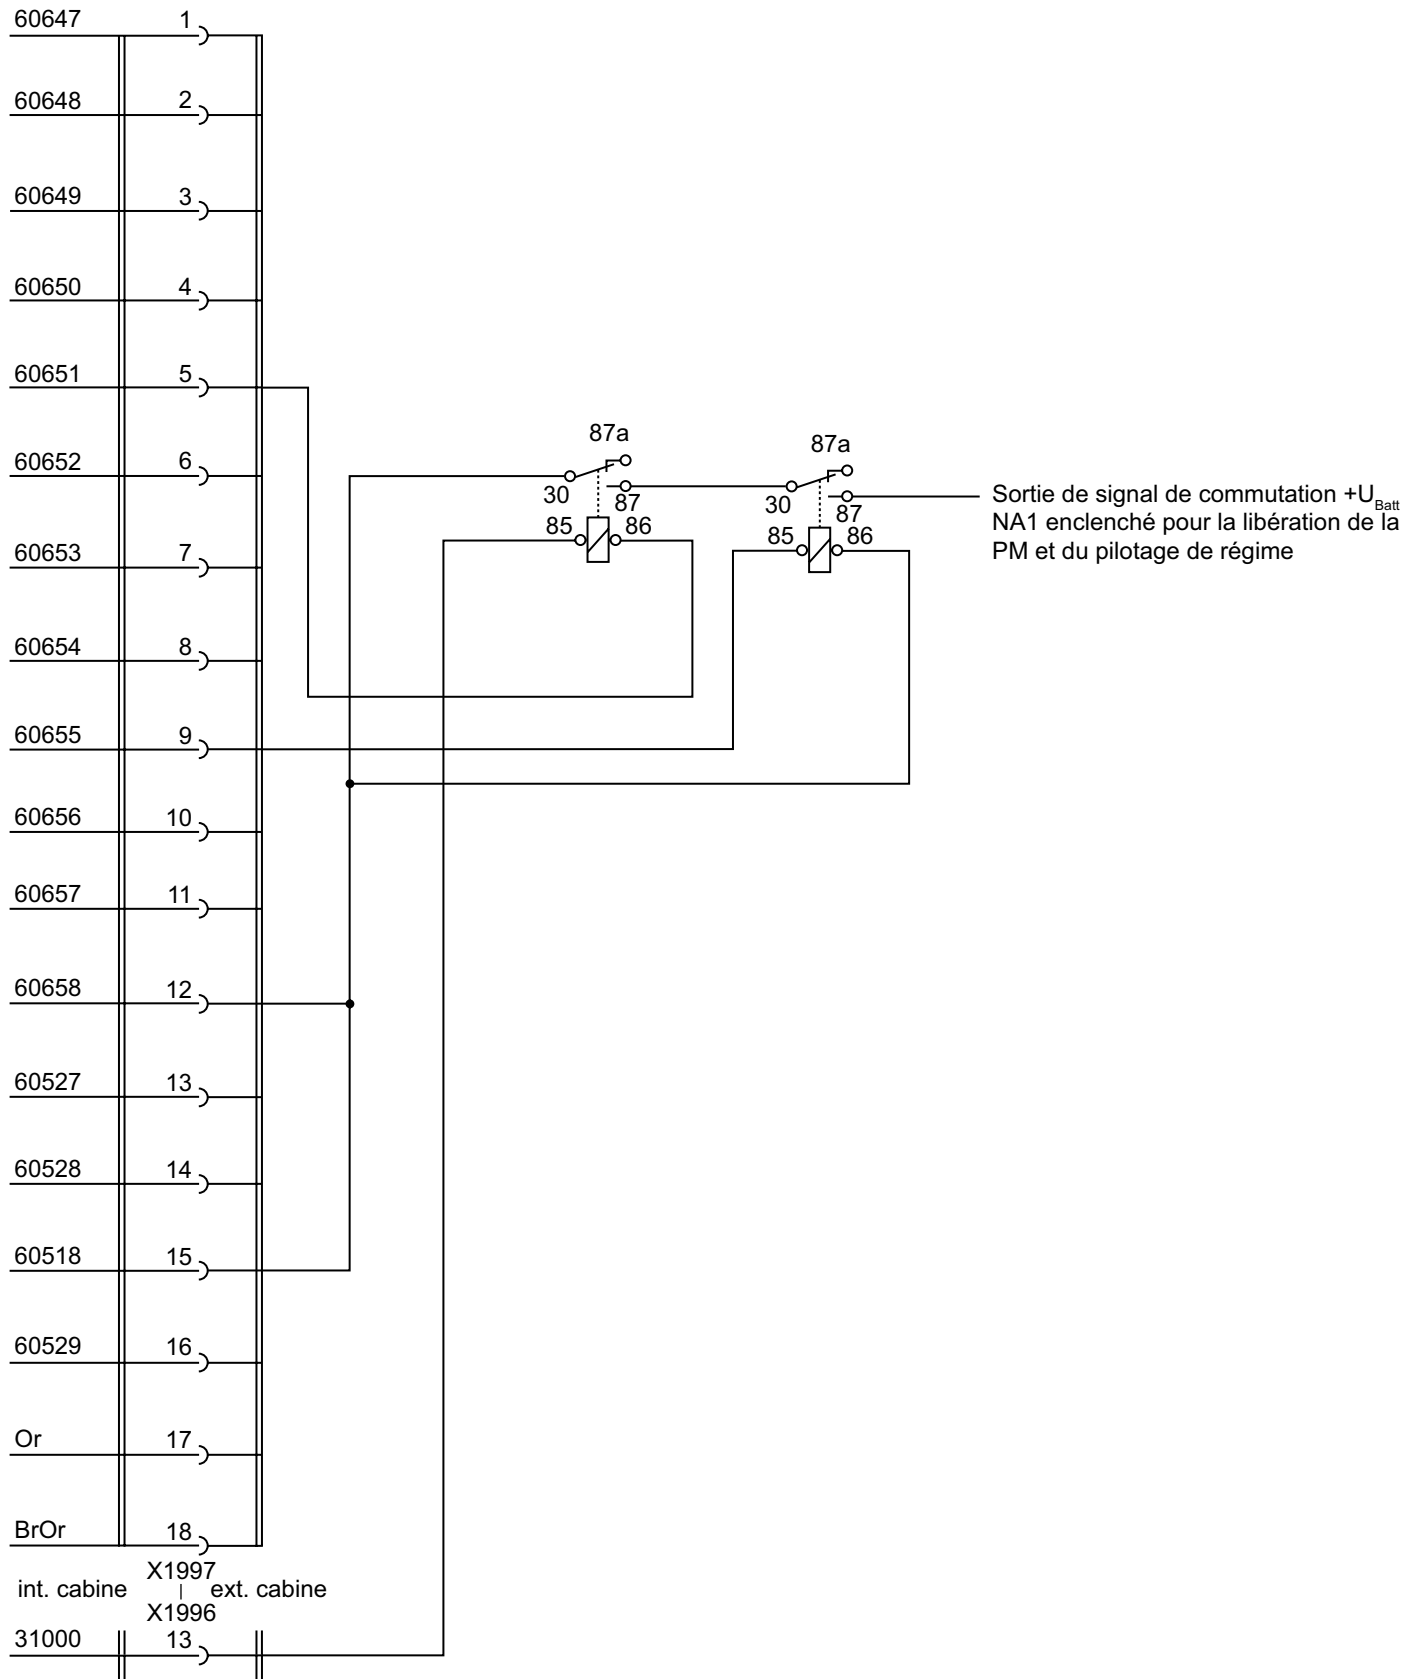 60647 1
60648 2
60649 3
60650 4
60651 5
87a
87a
60652 6
30 87
30 87
Sortie de signal de commutation +UBatt
NA1 enclenché pour la libération de la
PM et du pilotage de régime
85 86
85 86
60653 7
60654 8
60655 9
60656 10
60657 11
60658 12
60527 13
60528 14
60518 15
60529 16
Or 17
BrOr 18
X1997
int. cabine | ext. cabine
X1996
31000 13